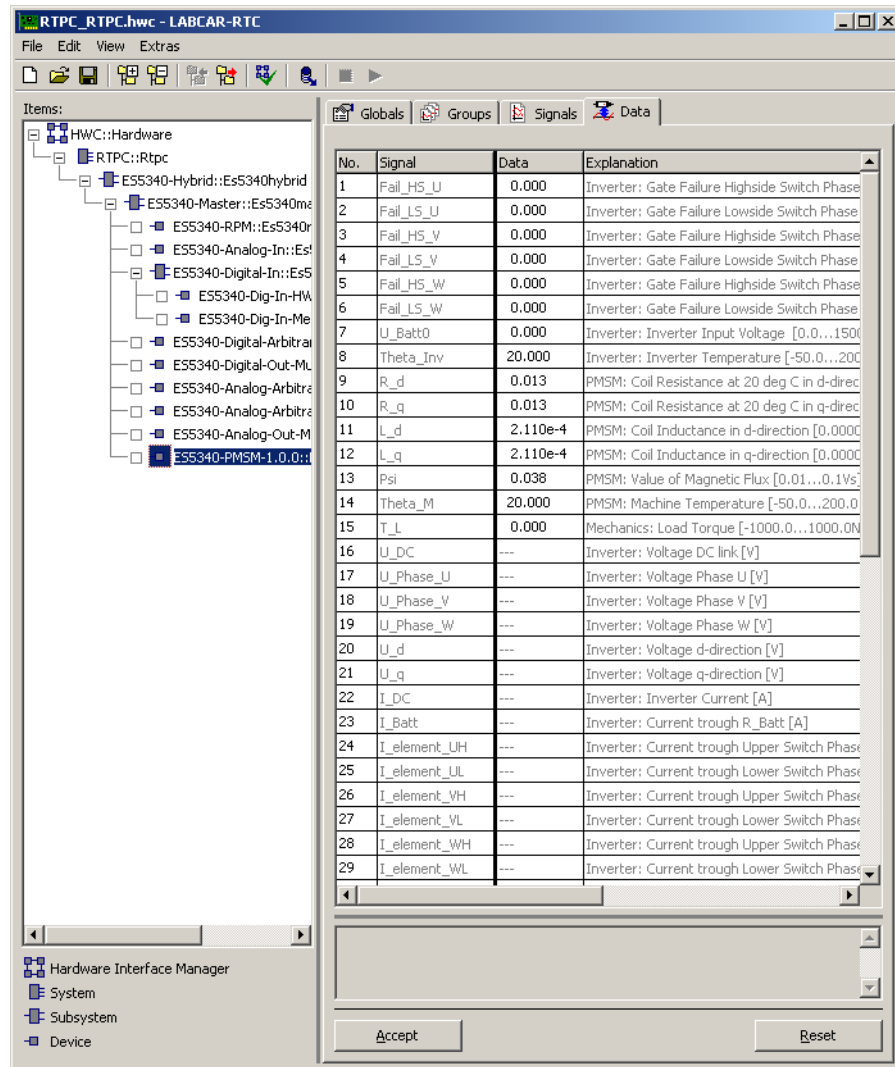 RTPC_RTPC.hwc - LABCAR-RTC
File Edit View Extras
Items:
HWC::Hardware
RTPC::Rtpc
ES5340-Hybrid::Es5340hybrid
ES5340-Master::Es5340ma
ES5340-RPM::Es5340r
ES5340-Analog-In::Es5
ES5340-Digital-In::Es5
ES5340-Dig-In-HW
ES5340-Dig-In-Me
ES5340-Digital-Arbitrar
ES5340-Digital-Out-Mu
ES5340-Analog-Arbitra
ES5340-Analog-Arbitra
ES5340-Analog-Out-M
ES5340-PMSM-1.0.0::
Hardware Interface Manager
System
Subsystem
Device
Globals Groups Signals Data
No. Signal Data Explanation
1 Fail_HS_U 0.000 Inverter: Gate Failure Highside Switch Phase
2 Fail_LS_U 0.000 Inverter: Gate Failure Lowside Switch Phase
3 Fail_HS_V 0.000 Inverter: Gate Failure Highside Switch Phase
4 Fail_LS_V 0.000 Inverter: Gate Failure Lowside Switch Phase
5 Fail_HS_W 0.000 Inverter: Gate Failure Highside Switch Phase
6 Fail_LS_W 0.000 Inverter: Gate Failure Lowside Switch Phase
7 U_Batt0 0.000 Inverter: Inverter Input Voltage [0.0...1500
8 Theta_Inv 20.000 Inverter: Inverter Temperature [-50.0...200
9 R_d 0.013 PMSM: Coil Resistance at 20 deg C in d-direc
10 R_q 0.013 PMSM: Coil Resistance at 20 deg C in q-direc
11 L_d 2.110e-4 PMSM: Coil Inductance in d-direction [0.0000
12 L_q 2.110e-4 PMSM: Coil Inductance in q-direction [0.0000
13 Psi 0.038 PMSM: Value of Magnetic Flux [0.01...0.1Vs]
14 Theta_M 20.000 PMSM: Machine Temperature [-50.0...200.0
15 T_L 0.000 Mechanics: Load Torque [-1000.0...1000.0N
16 U_DC --- Inverter: Voltage DC link [V]
17 U_Phase_U --- Inverter: Voltage Phase U [V]
18 U_Phase_V --- Inverter: Voltage Phase V [V]
19 U_Phase_W --- Inverter: Voltage Phase W [V]
20 U_d --- Inverter: Voltage d-direction [V]
21 U_q --- Inverter: Voltage q-direction [V]
22 I_DC --- Inverter: Inverter Current [A]
23 I_Batt --- Inverter: Current trough R_Batt [A]
24 I_element_UH --- Inverter: Current trough Upper Switch Phase
25 I_element_UL --- Inverter: Current trough Lower Switch Phase
26 I_element_VH --- Inverter: Current trough Upper Switch Phase
27 I_element_VL --- Inverter: Current trough Lower Switch Phase
28 I_element_WH --- Inverter: Current trough Upper Switch Phase
29 I_element_WL --- Inverter: Current trough Lower Switch Phase
Accept Reset